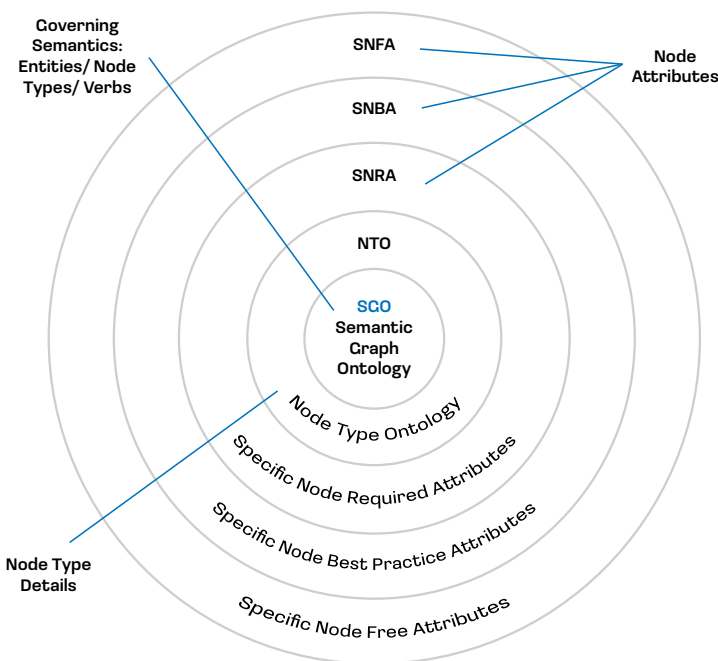 Governing
Semantics:
Entities/ Node
Types/ Verbs
SNFA
Node
Attributes
SNBA
SNRA
NTO
SGO
Semantic
Graph
Ontology
Node Type Ontology
Specific Node Required Attributes
Specific Node Best Practice Attributes
Specific Node Free Attributes
Node Type
Details